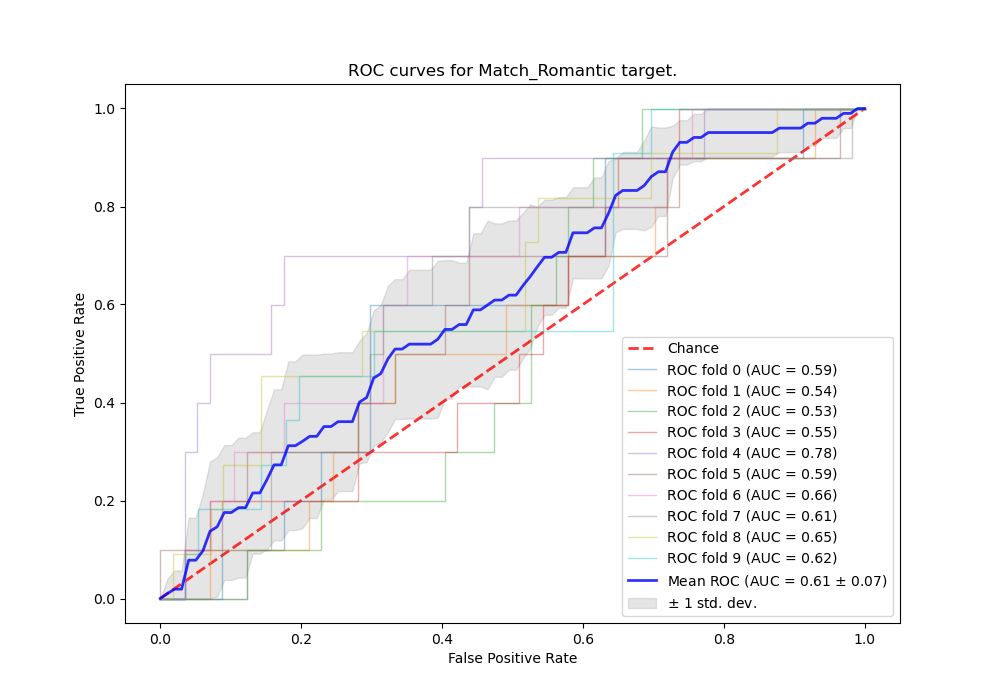 ROC curves for Match_Romantic target.
True Positive Rate
1.0
0.8
0.6
0.4
0.2
0.0
Chance
ROC fold 0 (AUC = 0.59)
ROC fold 1 (AUC = 0.54)
ROC fold 2 (AUC = 0.53)
ROC fold 3 (AUC = 0.55)
ROC fold 4 (AUC = 0.78)
ROC fold 5 (AUC = 0.59)
ROC fold 6 (AUC = 0.66)
ROC fold 7 (AUC = 0.61)
ROC fold 8 (AUC = 0.65)
ROC fold 9 (AUC = 0.62)
Mean ROC (AUC = 0.61 ± 0.07)
± 1 std. dev.
0.0 0.2 0.4 0.6 0.8 1.0
False Positive Rate